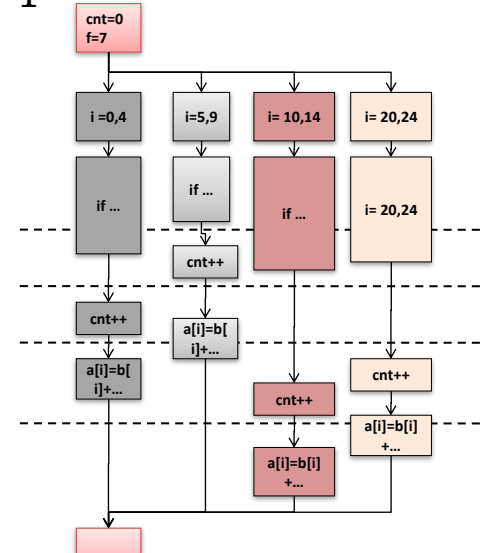 cnt=0
f=7
i =0,4
i=5,9
i= 10,14
i= 20,24
if ...
if ...
if ...
i= 20,24
cnt++
cnt++
a[i]=b[
i]+...
a[i]=b[
i]+...
cnt++
cnt++
a[i]=b[i]
+...
a[i]=b[i]
+...